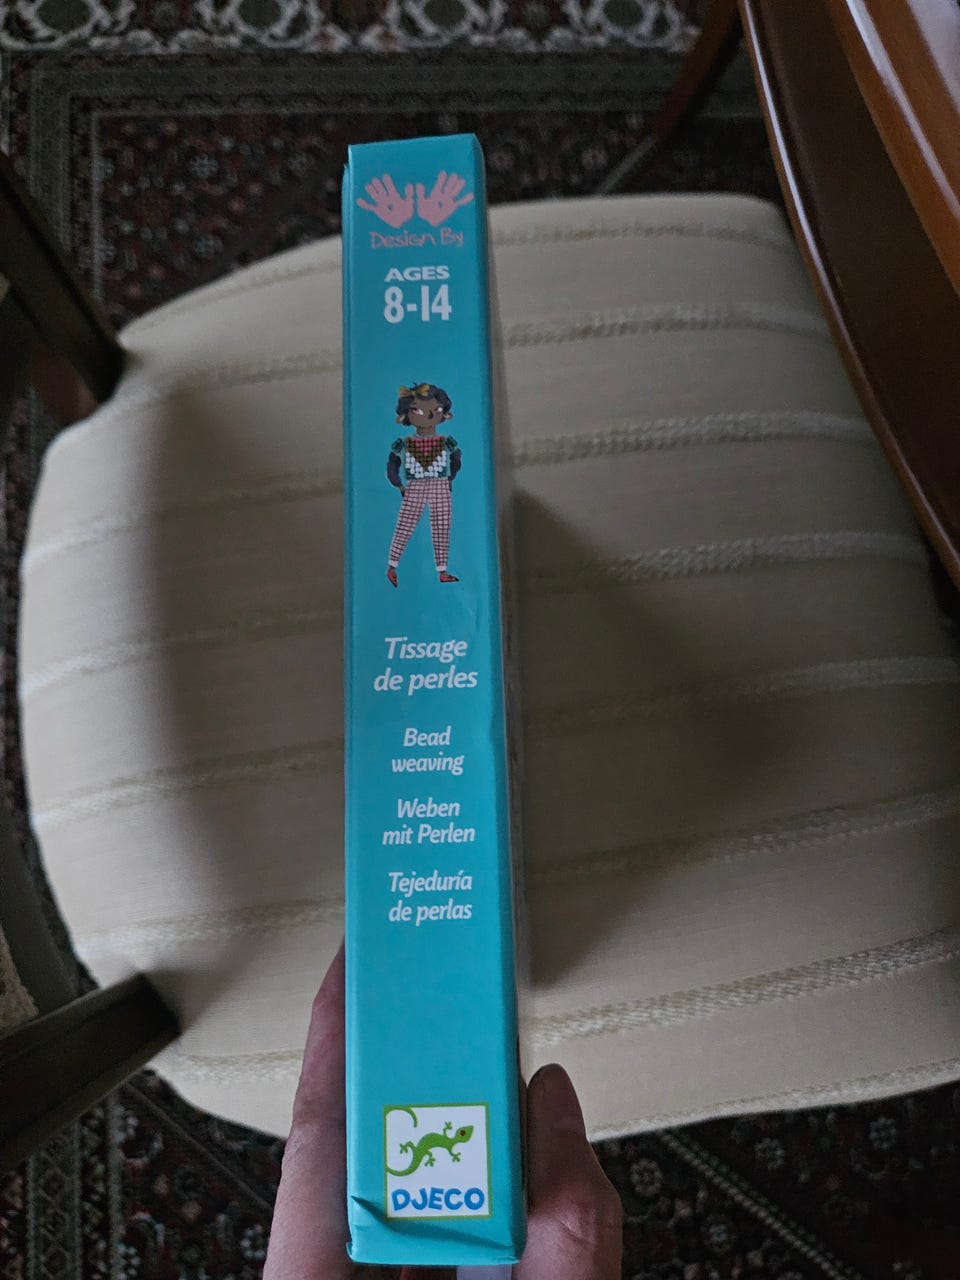 Design By
AGES
8-14
Tissage
de perles
Bead
weaving
Weben
mit Perlen
Tejeduría
de perlas
DJECO